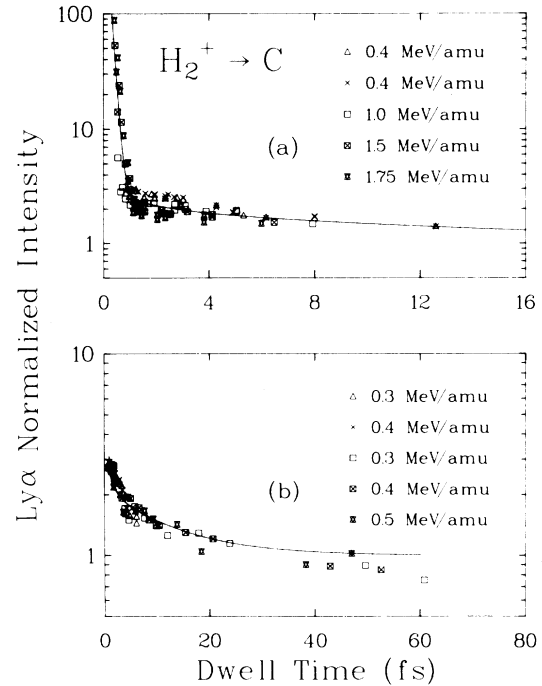 Lyα Normalized Intensity
100
10
1
H₂⁺ → C
△ 0.4 MeV/amu
× 0.4 MeV/amu
□ 1.0 MeV/amu
⊠ 1.5 MeV/amu
1.75 MeV/amu
(a)
0 4 8 12 16
10
1
△ 0.3 MeV/amu
× 0.4 MeV/amu
□ 0.3 MeV/amu
⊠ 0.4 MeV/amu
0.5 MeV/amu
(b)
0 20 40 60 80
Dwell Time (fs)